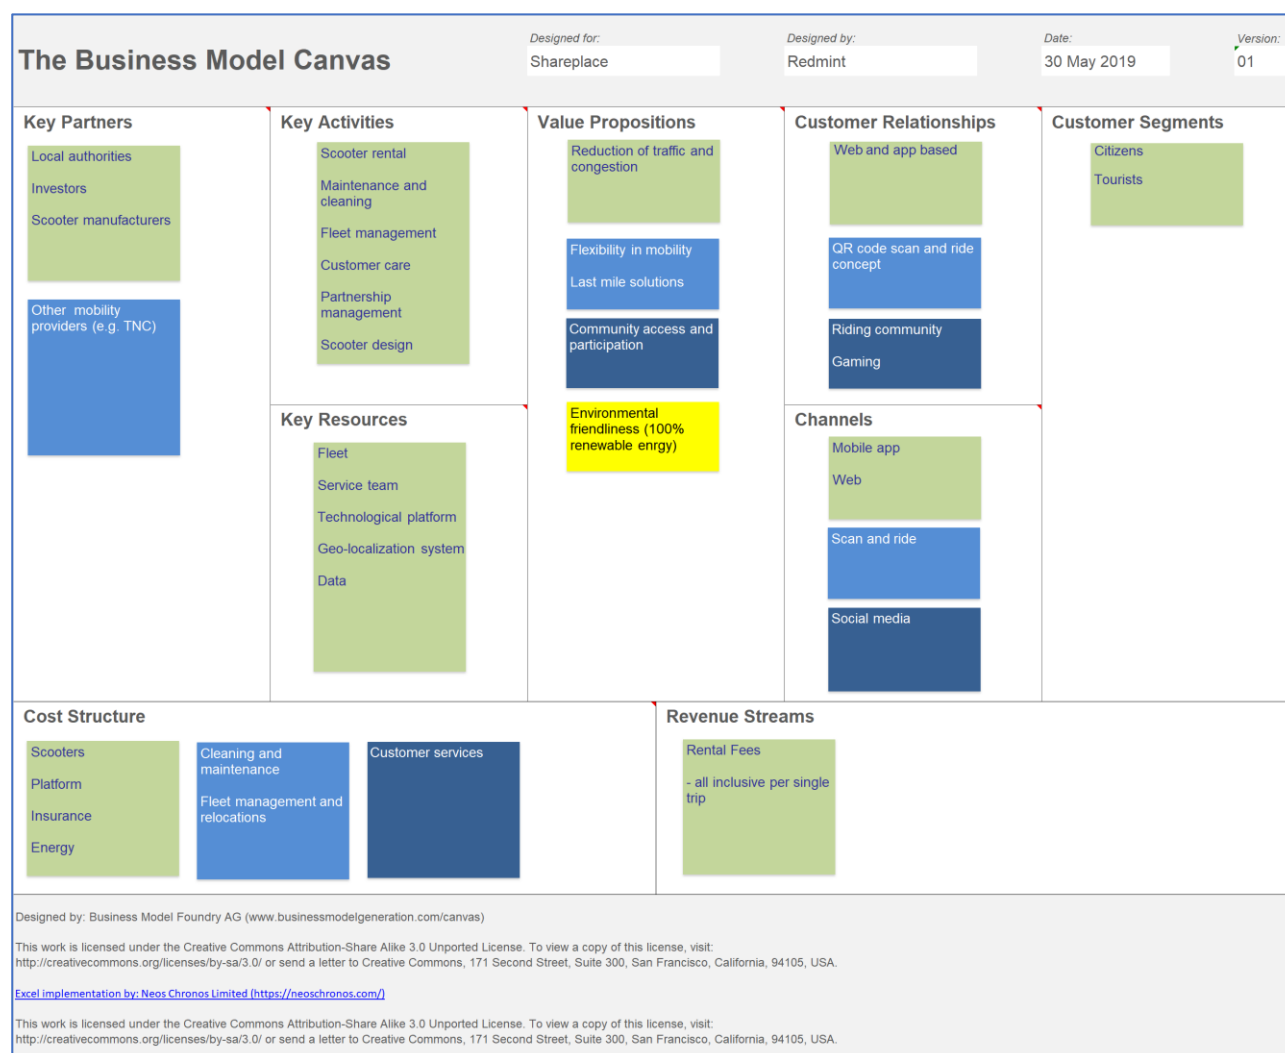 The Business Model Canvas
Designed for:
Shareplace
Designed by:
Redmint
Date:
30 May 2019
Version:
01
Key Partners
Local authorities
Investors
Scooter manufacturers
Other mobility
providers (e.g. TNC)
Key Activities
Scooter rental
Maintenance and
cleaning
Fleet management
Customer care
Partnership
management
Scooter design
Key Resources
Fleet
Service team
Technological platform
Geo-localization system
Data
Value Propositions
Reduction of traffic and
congestion
Flexibility in mobility
Last mile solutions
Community access and
participation
Environmental
friendliness (100%
renewable enrgy)
Customer Relationships
Web and app based
QR code scan and ride
concept
Riding community
Gaming
Channels
Mobile app
Web
Scan and ride
Social media
Customer Segments
Citizens
Tourists
Cost Structure
Scooters
Platform
Insurance
Energy
Cleaning and
maintenance
Fleet management and
relocations
Customer services
Revenue Streams
Rental Fees
- all inclusive per single
trip
Designed by: Business Model Foundry AG (www.businessmodelgeneration.com/canvas)
This work is licensed under the Creative Commons Attribution-Share Alike 3.0 Unported License. To view a copy of this license, visit:
http://creativecommons.org/licenses/by-sa/3.0/ or send a letter to Creative Commons, 171 Second Street, Suite 300, San Francisco, California, 94105, USA.
Excel implementation by: Neos Chronos Limited (https://neoschronos.com/)
This work is licensed under the Creative Commons Attribution-Share Alike 3.0 Unported License. To view a copy of this license, visit:
http://creativecommons.org/licenses/by-sa/3.0/ or send a letter to Creative Commons, 171 Second Street, Suite 300, San Francisco, California, 94105, USA.